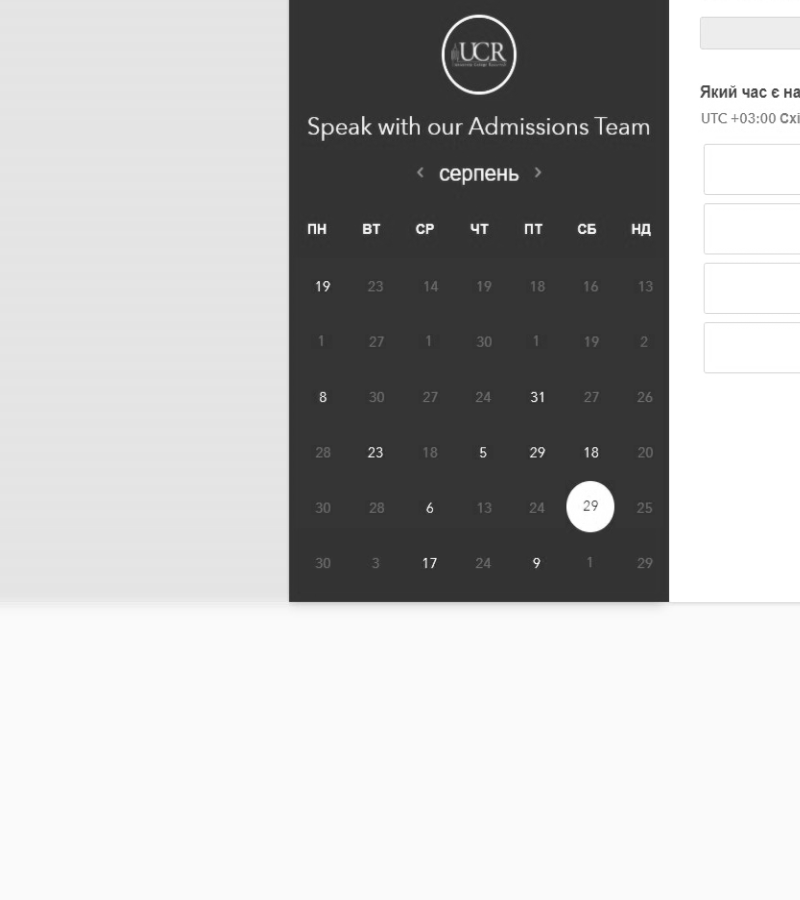 UCR
Speak with our Admissions Team
‹ серпень ›
ПН ВТ СР ЧТ ПТ СБ НД
19 23 14 19 18 16 13
1 27 1 30 1 19 2
8 30 27 24 31 27 26
28 23 18 5 29 18 20
30 28 6 13 24 29 25
30 3 17 24 9 1 29
Який час є на
UTC +03:00 Схі